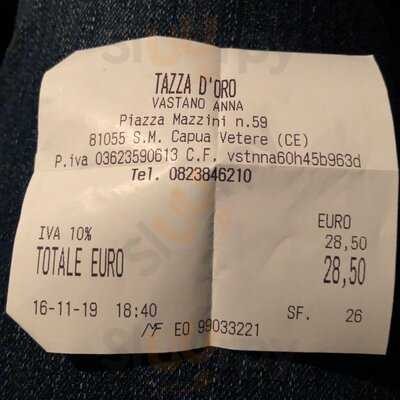 TAZZA D'ORO
VASTANO ANNA
Piazza Mazzini n.59
81055 S.M. Capua Vetere (CE)
P.iva 03623590613 C.F. vstnna60h45b963d
Tel. 0823846210
EURO
IVA 10% 28,50
TOTALE EURO 28,50
16-11-19 18:40 SF. 26
MF EO 99033221